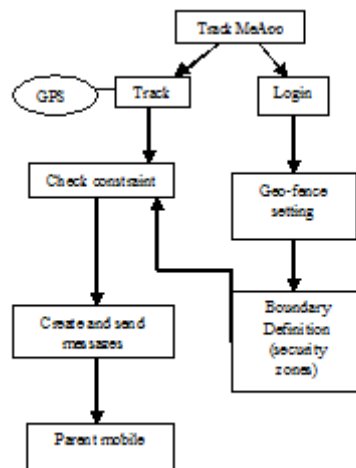 Track MeApp
GPS
Track
Login
Check constraint
Geo-fence
setting
Create and send
messages
Boundary
Definition
(security
zones)
Parent mobile